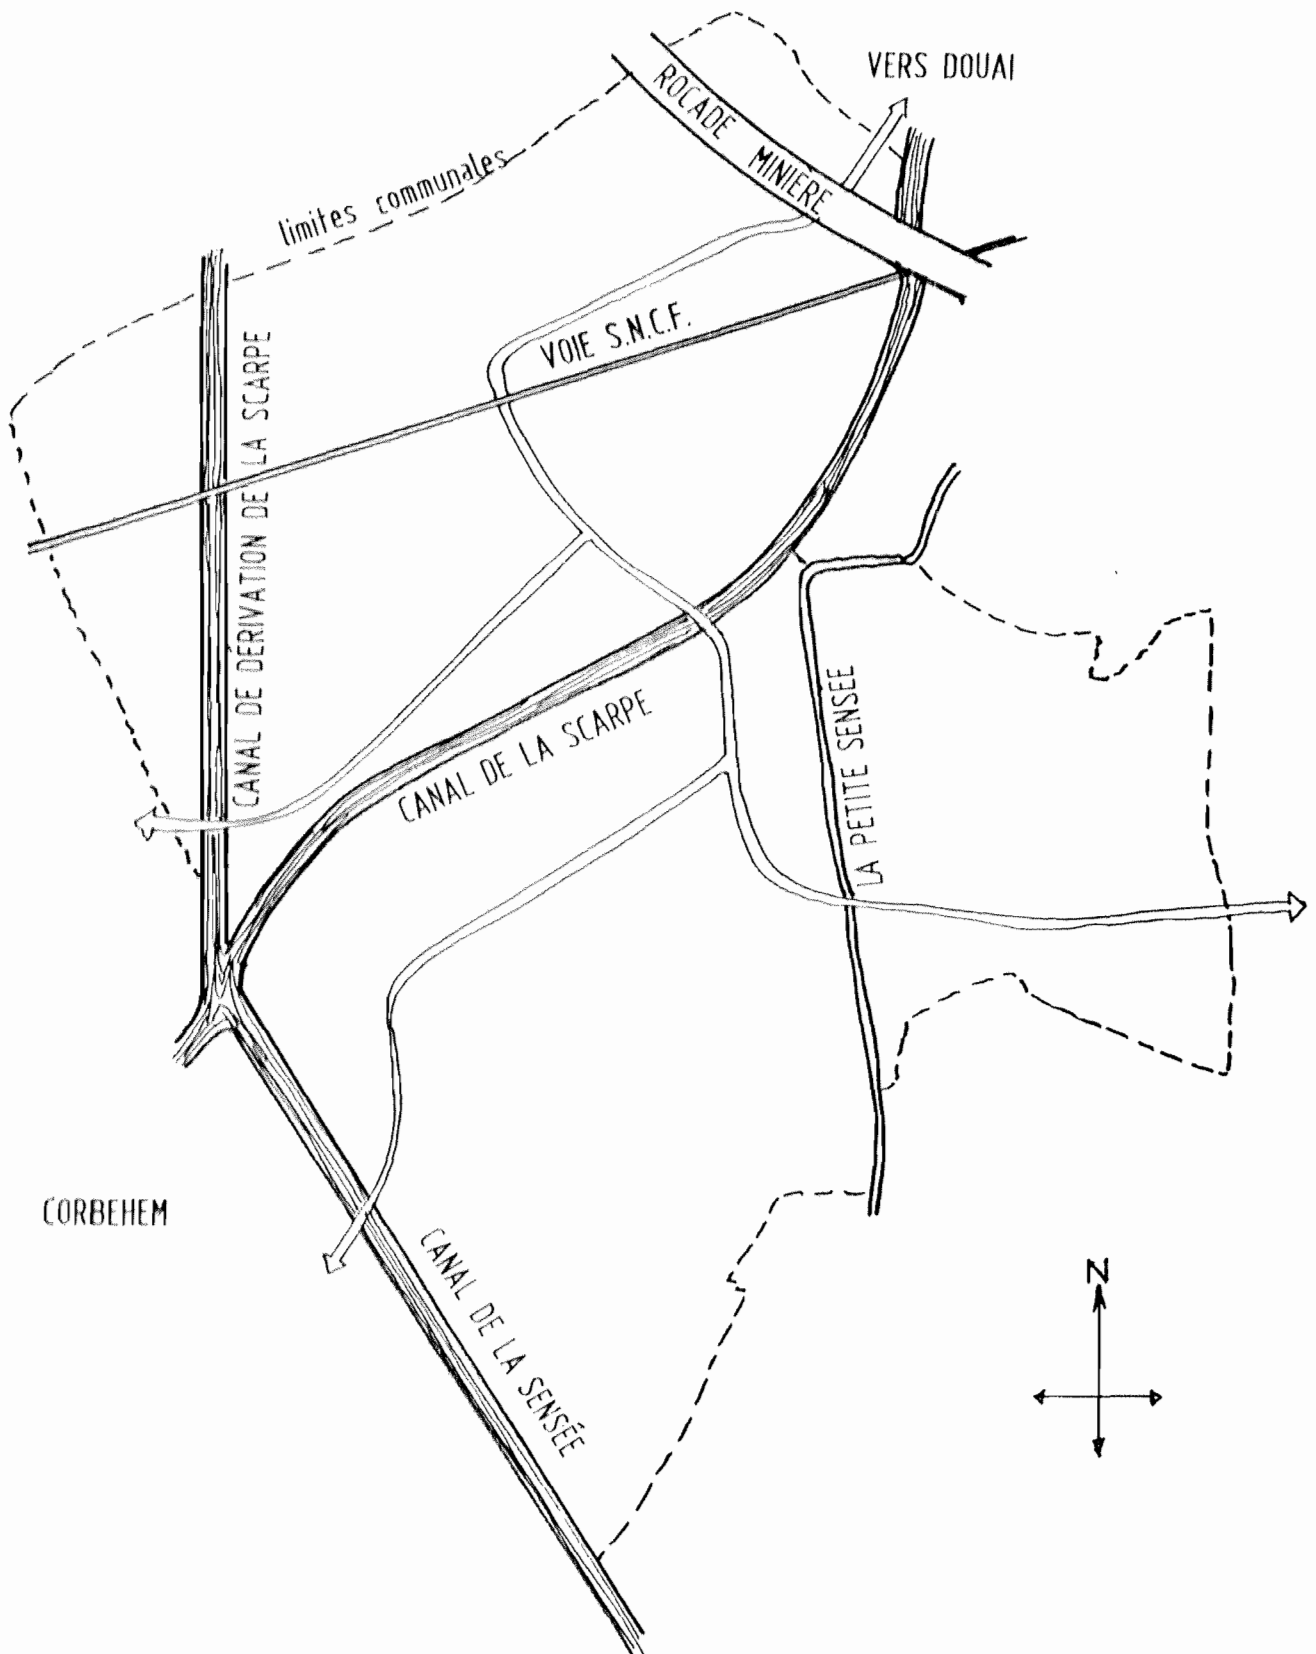 VERS DOUAI
ROCADE MINIÈRE
limites communales
VOIE S.N.C.F.
CANAL DE DERIVATION DE LA SCARPE
CANAL DE LA SCARPE
LA PETITE SENSEE
CORBEHEM
CANAL DE LA SENSÉE
N